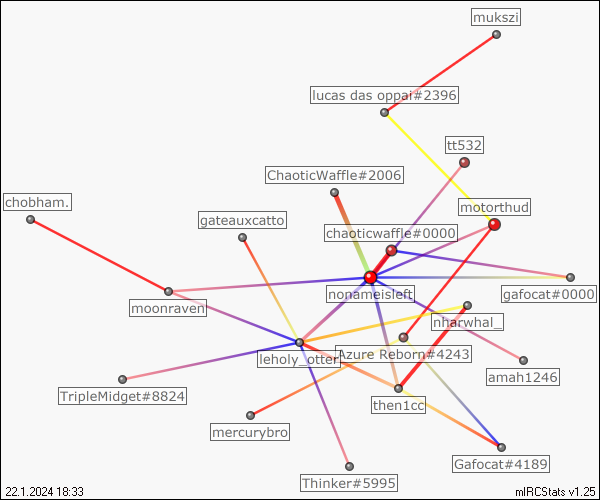 mukszi
lucas das oppai#2396
tt532
ChaoticWaffle#2006
chobham.
motorthud
gateauxcatto
chaoticwaffle#0000
nonameisleft
gafocat#0000
moonraven
nharwhal_
leholy_otter
Azure Reborn#4243
amah1246
TripleMidget#8824
then1cc
mercurybro
Gafocat#4189
Thinker#5995
22.1.2024 18:33
mIRCStats v1.25